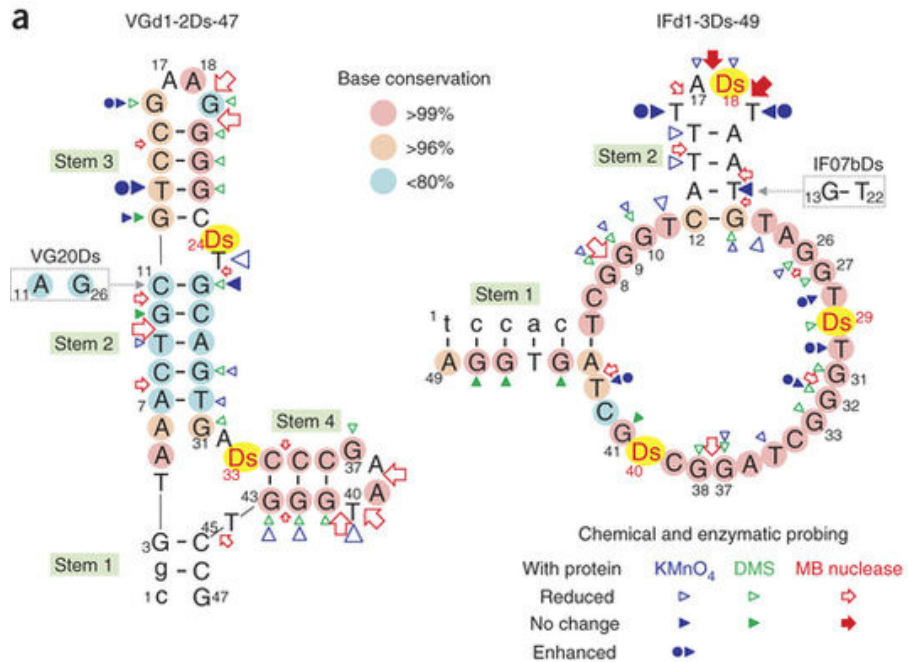 a
VGd1-2Ds-47
17 18
A A
G G
C – G
C – G
T – G
G – C
Stem 3
24 Ds
T
VG20Ds
11 A G 26
11 C – G
G – C
T – A
C – G
7 A – T
Stem 2
A G 31
A A
T
Ds 33
Stem 4
C C C G 37 A
43 G G G T 40 A
T
45
3 G – C
g C
1 c G 47
Stem 1
Base conservation
>99%
>96%
<80%
IFd1-3Ds-49
A 17 Ds 18
T T
T – A
T – A
A – T
C 12 – G
Stem 2
IF07bDs
13 G – T 22
Stem 1
1 t c c a c
49 A G G T G
T C G 8 G 9 G 10 T
T A G 26 G 27 T Ds 29 T G 31 G 32 G 33 C T A G 37 G 38 C Ds 40 G 41 C T A
Chemical and enzymatic probing
With protein KMnO4 DMS MB nuclease
Reduced
No change
Enhanced